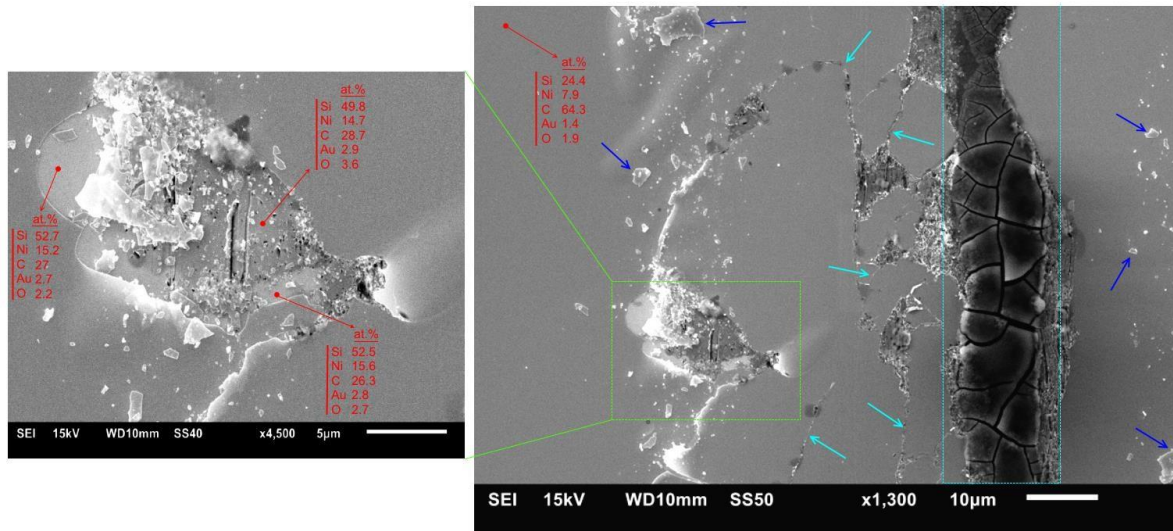 at.%
Si 49.8
Ni 14.7
C 28.7
Au 2.9
O 3.6
at.%
Si 52.7
Ni 15.2
C 27
Au 2.7
O 2.2
at.%
Si 52.5
Ni 15.6
C 26.3
Au 2.8
O 2.7
SEI 15kV WD10mm SS40 x4,500 5µm
at.%
Si 24.4
Ni 7.9
C 64.3
Au 1.4
O 1.9
SEI 15kV WD10mm SS50 x1,300 10µm